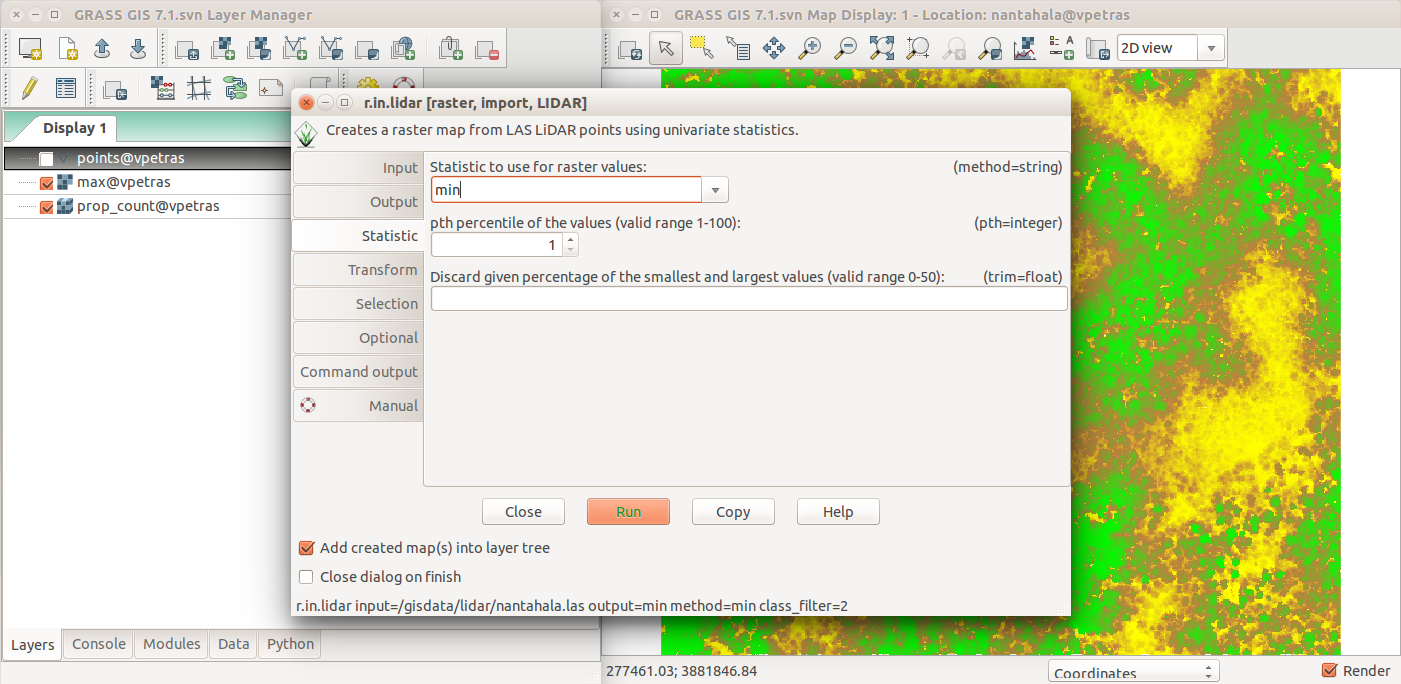 GRASS GIS 7.1.svn Layer Manager
GRASS GIS 7.1.svn Map Display: 1 - Location: nantahala@vpetras
2D view
Display 1
points@vpetras
max@vpetras
prop_count@vpetras
r.in.lidar [raster, import, LIDAR]
Creates a raster map from LAS LiDAR points using univariate statistics.
Input
Output
Statistic
Transform
Selection
Optional
Command output
Manual
Statistic to use for raster values: (method=string)
min
pth percentile of the values (valid range 1-100): (pth=integer)
1
Discard given percentage of the smallest and largest values (valid range 0-50): (trim=float)
Close Run Copy Help
Add created map(s) into layer tree
Close dialog on finish
r.in.lidar input=/gisdata/lidar/nantahala.las output=min method=min class_filter=2
Layers Console Modules Data Python
277461.03; 3881846.84
Coordinates
Render